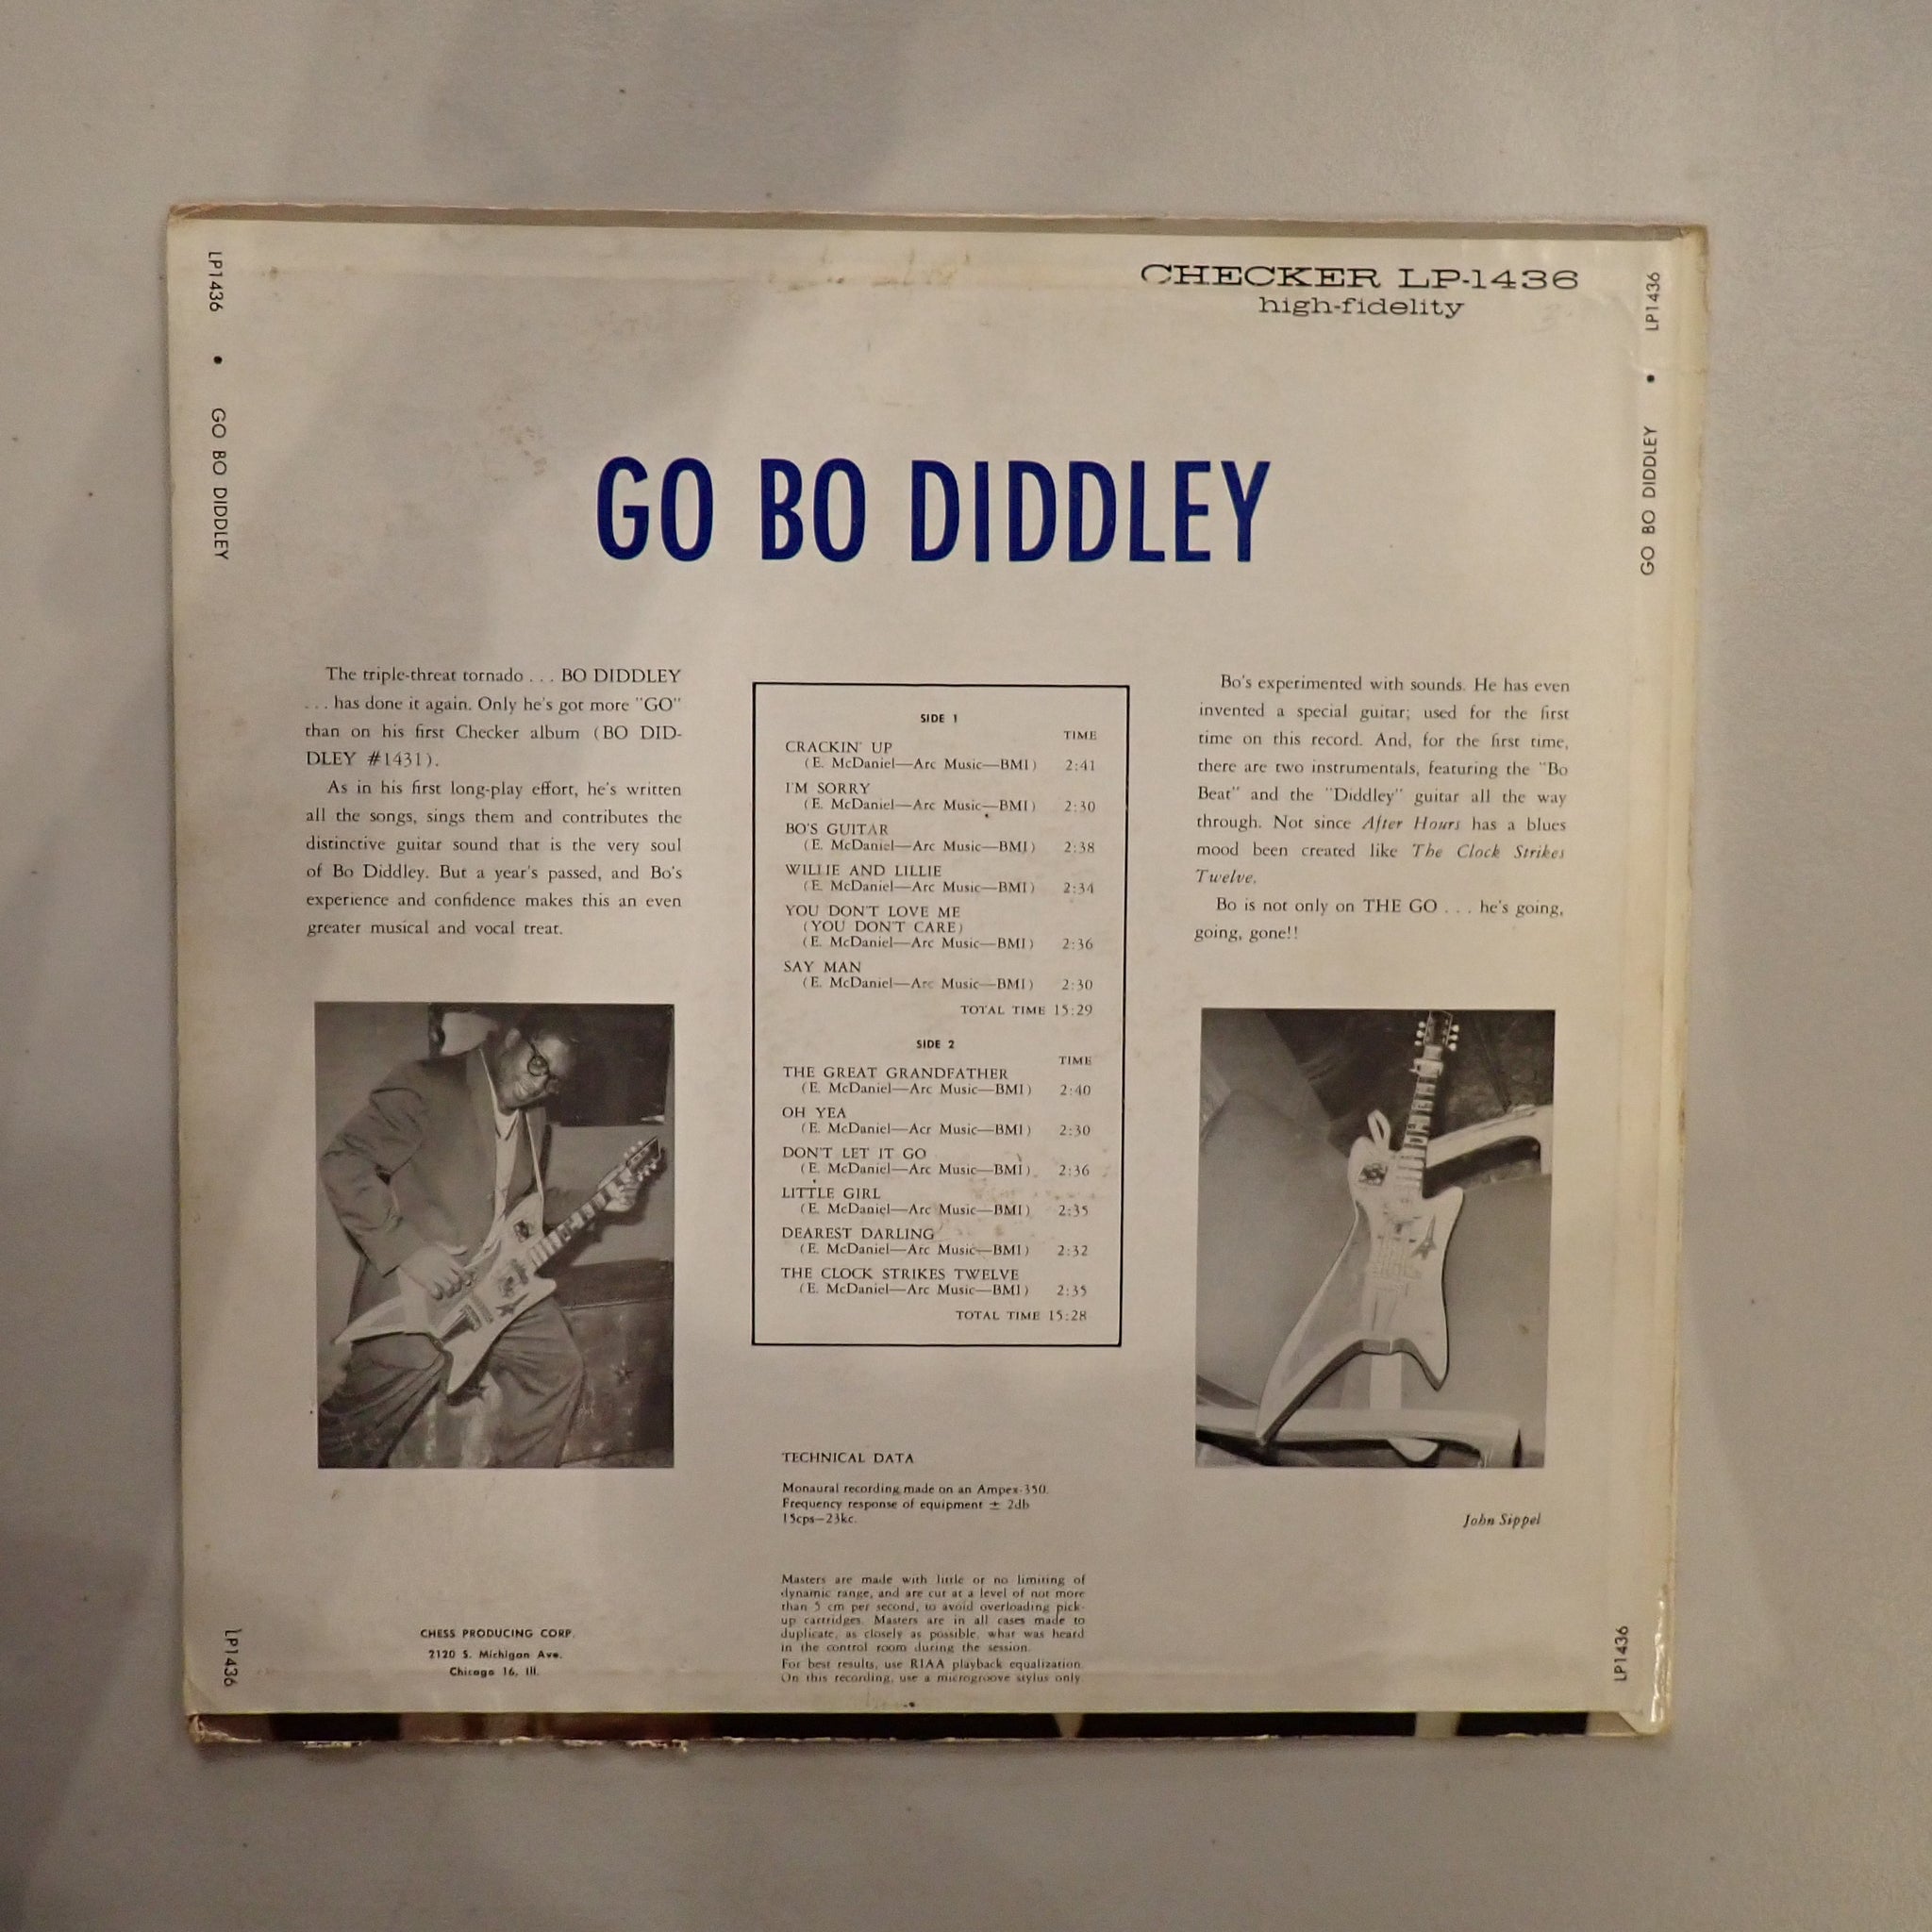 CHECKER LP-1436
high-fidelity
LP1436 • GO BO DIDDLEY
LP1436 • GO BO DIDDLEY
GO BO DIDDLEY
The triple-threat tornado . . . BO DIDDLEY
. . . has done it again. Only he's got more "GO"
than on his first Checker album (BO DID-
DLEY #1431).
As in his first long-play effort, he's written
all the songs, sings them and contributes the
distinctive guitar sound that is the very soul
of Bo Diddley. But a year's passed, and Bo's
experience and confidence makes this an even
greater musical and vocal treat.
SIDE 1
TIME
CRACKIN' UP
(E. McDaniel—Arc Music—BMI) 2:41
I'M SORRY
(E. McDaniel—Arc Music—BMI) 2:30
BO'S GUITAR
(E. McDaniel—Arc Music—BMI) 2:38
WILLIE AND LILLIE
(E. McDaniel—Arc Music—BMI) 2:34
YOU DON'T LOVE ME
(YOU DON'T CARE)
(E. McDaniel—Arc Music—BMI) 2:36
SAY MAN
(E. McDaniel—Arc Music—BMI) 2:30
TOTAL TIME 15:29
SIDE 2
TIME
THE GREAT GRANDFATHER
(E. McDaniel—Arc Music—BMI) 2:40
OH YEA
(E. McDaniel—Acr Music—BMI) 2:30
DON'T LET IT GO
(E. McDaniel—Arc Music—BMI) 2:36
LITTLE GIRL
(E. McDaniel—Arc Music—BMI) 2:35
DEAREST DARLING
(E. McDaniel—Arc Music—BMI) 2:32
THE CLOCK STRIKES TWELVE
(E. McDaniel—Arc Music—BMI) 2:35
TOTAL TIME 15:28
Bo's experimented with sounds. He has even
invented a special guitar; used for the first
time on this record. And, for the first time,
there are two instrumentals, featuring the "Bo
Beat" and the "Diddley" guitar all the way
through. Not since After Hours has a blues
mood been created like The Clock Strikes
Twelve.
Bo is not only on THE GO . . . he's going,
going, gone!!
John Sippel
TECHNICAL DATA
Monaural recording made on an Ampex-350.
Frequency response of equipment ± 2db
15cps—23kc.
Masters are made with little or no limiting of
dynamic range, and are cut at a level of not more
than 5 cm per second, to avoid overloading pick-
up cartridges. Masters are in all cases made to
duplicate, as closely as possible, what was heard
in the control room during the session.
For best results, use RIAA playback equalization.
On this recording, use a microgroove stylus only.
CHESS PRODUCING CORP.
2120 S. Michigan Ave.
Chicago 16, Ill.
LP1436
LP1436